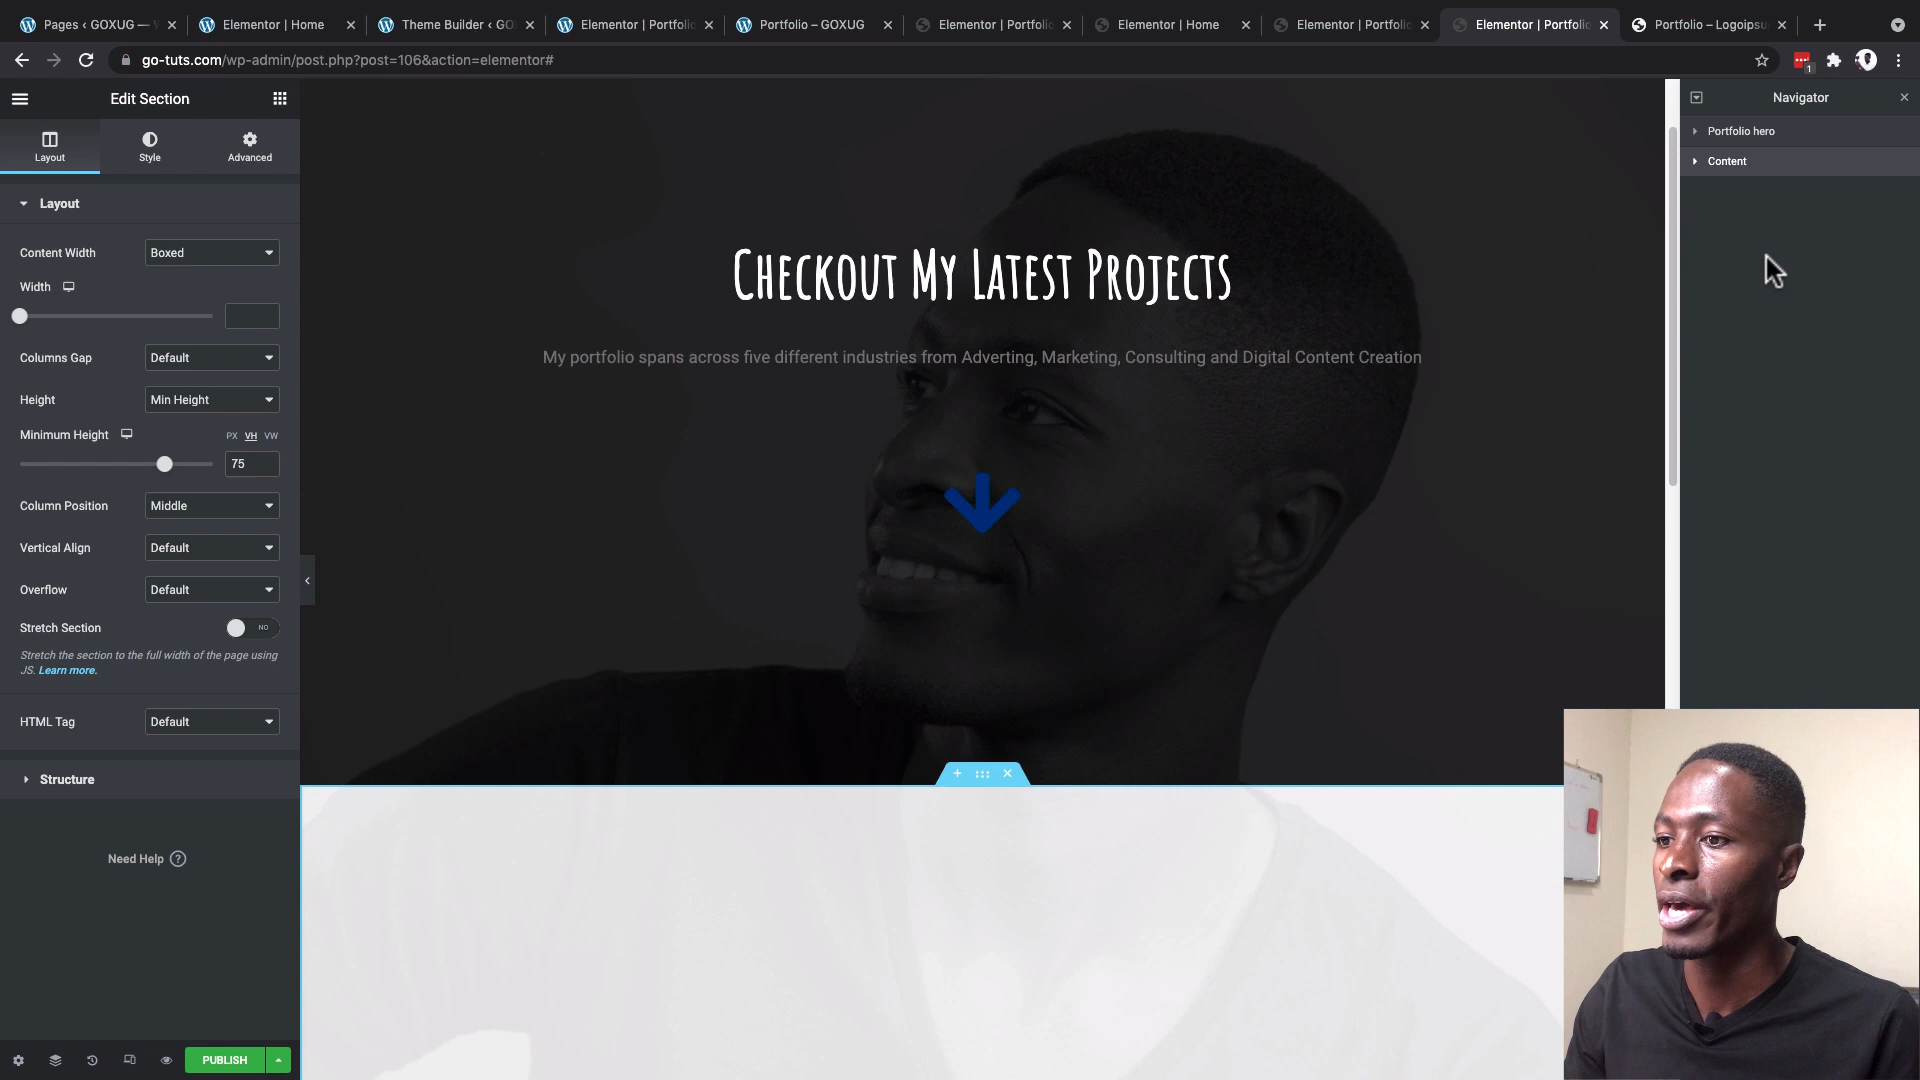 Pages ‹ GOXUG —
Elementor | Home
Theme Builder ‹ GO
Elementor | Portfolio
Portfolio – GOXUG
Elementor | Portfolio
Elementor | Home
Elementor | Portfolio
Elementor | Portfolio
Portfolio – Logoipsu
go-tuts.com/wp-admin/post.php?post=106&action=elementor#
1
Edit Section
Layout
Style
Advanced
Layout
Content Width
Boxed
Width
Columns Gap
Default
Height
Min Height
Minimum Height
PX VH VW
75
Column Position
Middle
Vertical Align
Default
Overflow
Default
Stretch Section
NO
Stretch the section to the full width of the page using
JS. Learn more.
HTML Tag
Default
Structure
Need Help ?
PUBLISH
Checkout My Latest Projects
My portfolio spans across five different industries from Adverting, Marketing, Consulting and Digital Content Creation
Navigator
Portfolio hero
Content